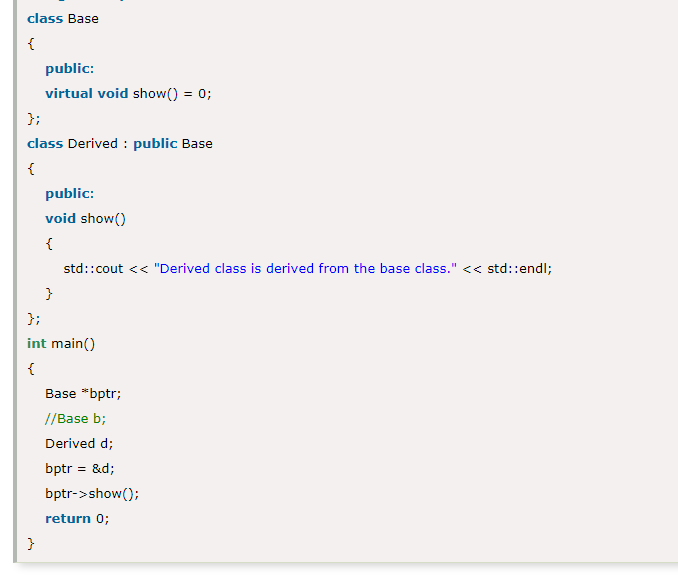 class Base
{
public:
virtual void show() = 0;
};
class Derived : public Base
{
public:
void show()
{
std::cout << "Derived class is derived from the base class." << std::endl;
}
};
int main()
{
Base *bptr;
//Base b;
Derived d;
bptr = &d;
bptr->show();
return 0;
}